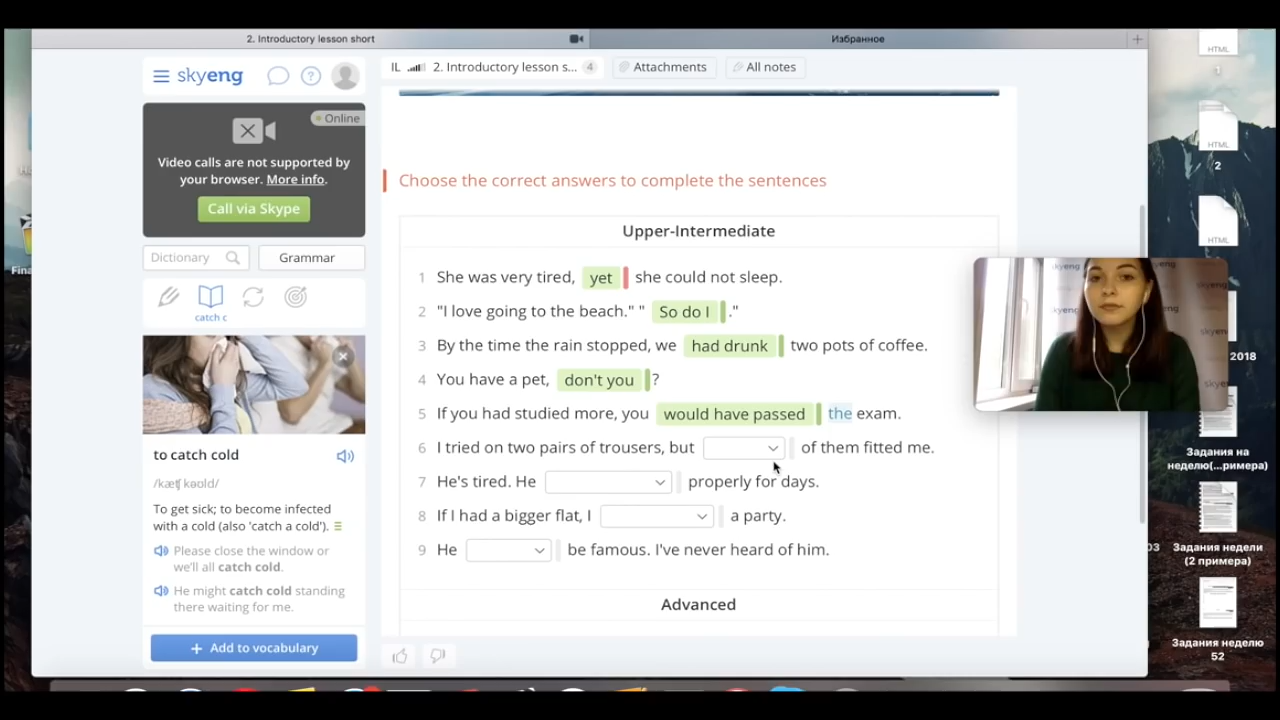 2. Introductory lesson short
Избранное
skyeng
Online
Video calls are not supported by
your browser. More info.
Call via Skype
Dictionary
Grammar
catch c
to catch cold
/kætʃ kəʊld/
To get sick; to become infected
with a cold (also 'catch a cold').
Please close the window or
we'll all catch cold.
He might catch cold standing
there waiting for me.
+ Add to vocabulary
IL 2. Introductory lesson s... 4
Attachments
All notes
Choose the correct answers to complete the sentences
Upper-Intermediate
1 She was very tired, yet she could not sleep.
2 "I love going to the beach." " So do I ."
3 By the time the rain stopped, we had drunk two pots of coffee.
4 You have a pet, don't you ?
5 If you had studied more, you would have passed the exam.
6 I tried on two pairs of trousers, but of them fitted me.
7 He's tired. He properly for days.
8 If I had a bigger flat, I a party.
9 He be famous. I've never heard of him.
Advanced
skyeng
HTML
1
HTML
2
HTML
2018
Задания на
неделю(...римера)
03
Задания недели
(2 примера)
Задания неделю
52
Fina